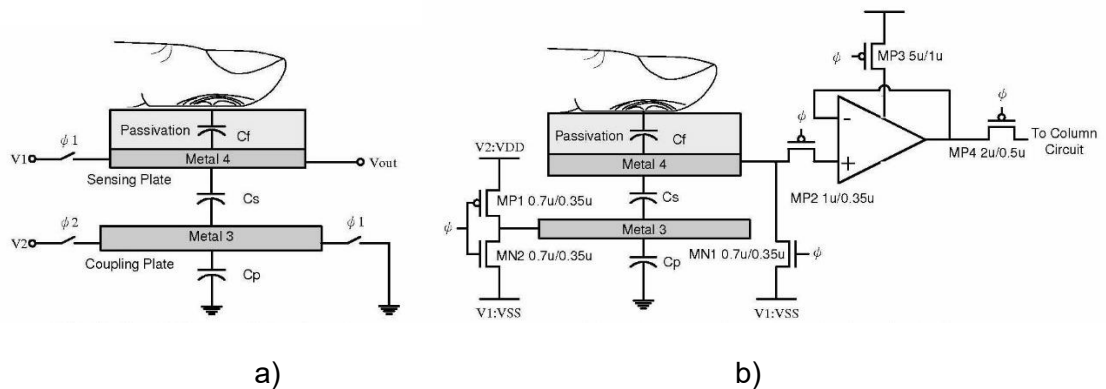 ϕ1
V1
Passivation
Cf
Metal 4
Vout
Sensing Plate
Cs
ϕ2
V2
Metal 3
ϕ1
Coupling Plate
Cp
V2:VDD
MP1 0.7u/0.35u
ϕ
MN2 0.7u/0.35u
V1:VSS
Passivation
Cf
Metal 4
Cs
Metal 3
Cp
MN1 0.7u/0.35u
ϕ
V1:VSS
ϕ
MP2 1u/0.35u
ϕ
MP3 5u/1u
-
+
ϕ
MP4 2u/0.5u
To Column
Circuit
a)
b)